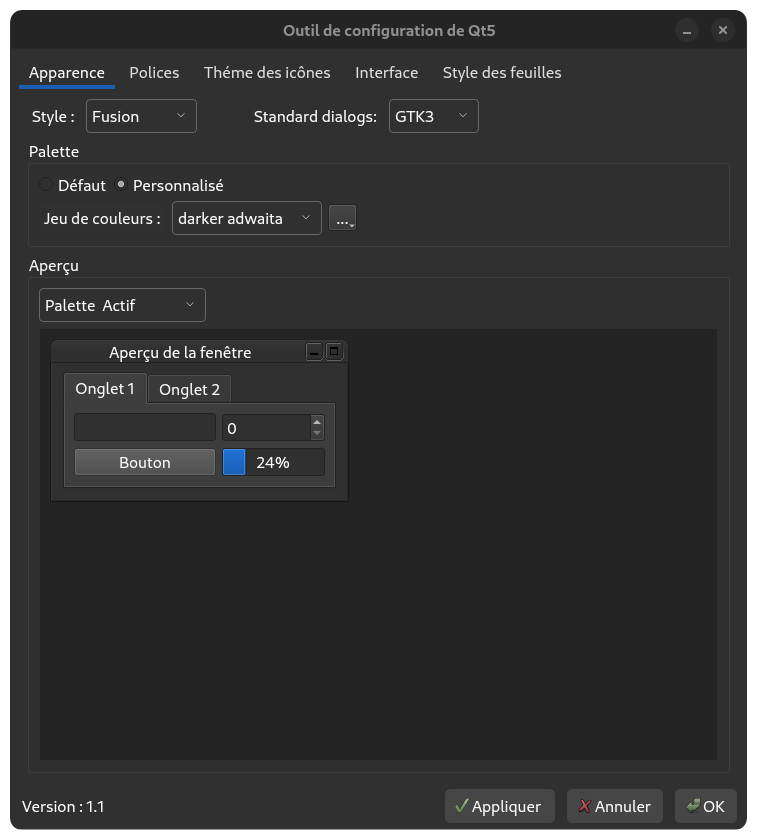 Outil de configuration de Qt5
Apparence Polices Théme des icônes Interface Style des feuilles
Style : Fusion Standard dialogs: GTK3
Palette
Défaut Personnalisé
Jeu de couleurs : darker adwaita ...
Aperçu
Palette Actif
Aperçu de la fenêtre
Onglet 1 Onglet 2
0
Bouton 24%
Version : 1.1 Appliquer Annuler OK